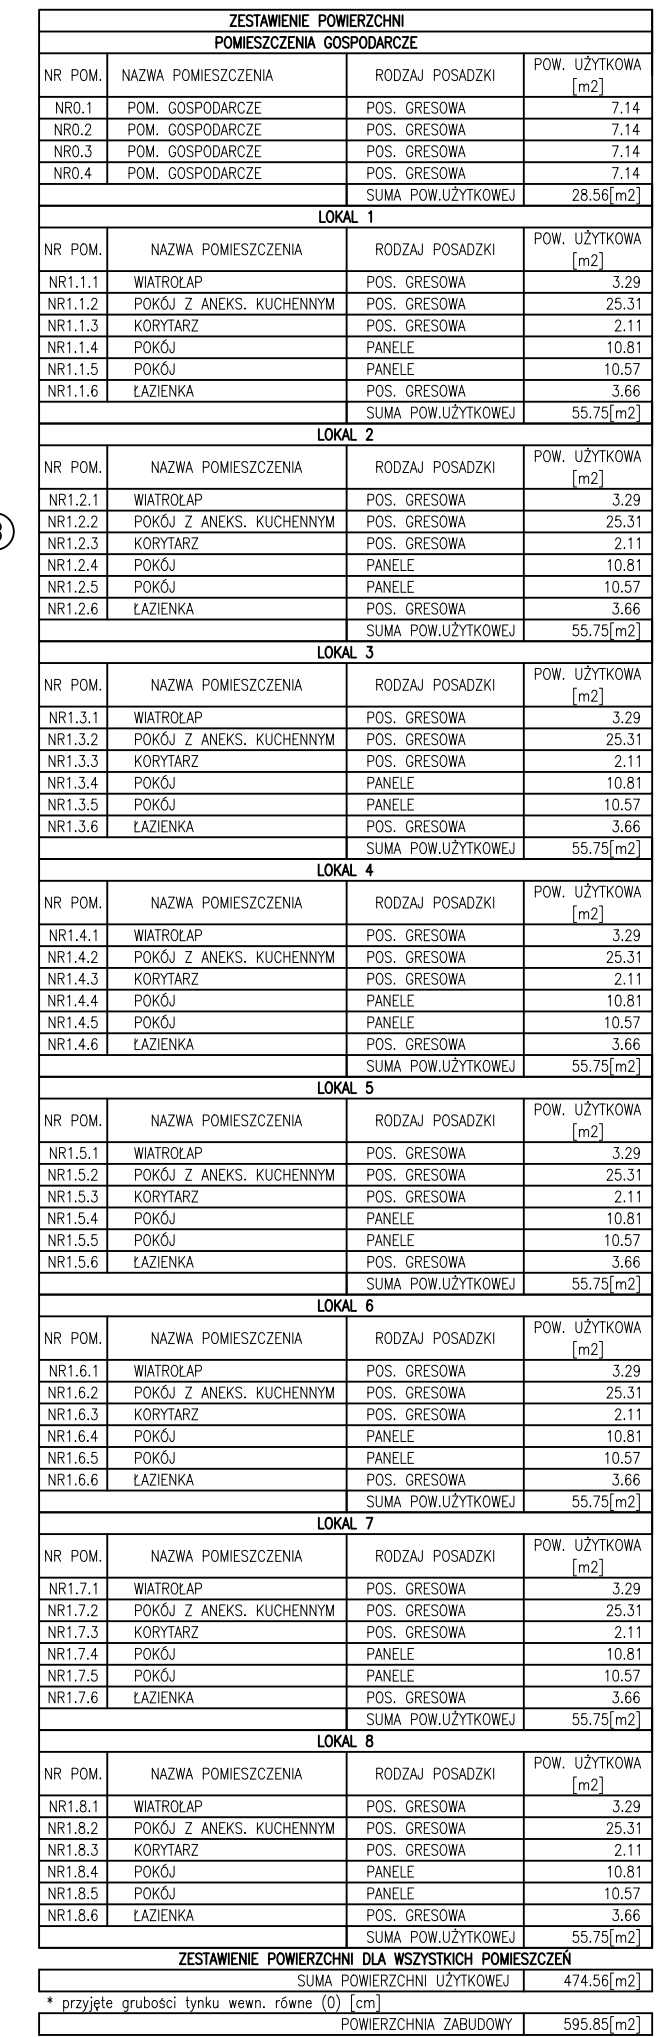 ZESTAWIENIE POWIERZCHNI
POMIESZCZENIA GOSPODARCZE
NR POM. NAZWA POMIESZCZENIA RODZAJ POSADZKI POW. UŻYTKOWA [m2]
NR0.1 POM. GOSPODARCZE POS. GRESOWA 7.14
NR0.2 POM. GOSPODARCZE POS. GRESOWA 7.14
NR0.3 POM. GOSPODARCZE POS. GRESOWA 7.14
NR0.4 POM. GOSPODARCZE POS. GRESOWA 7.14
SUMA POW.UŻYTKOWEJ 28.56[m2]
LOKAL 1
NR POM. NAZWA POMIESZCZENIA RODZAJ POSADZKI POW. UŻYTKOWA [m2]
NR1.1.1 WIATROŁAP POS. GRESOWA 3.29
NR1.1.2 POKÓJ Z ANEKS. KUCHENNYM POS. GRESOWA 25.31
NR1.1.3 KORYTARZ POS. GRESOWA 2.11
NR1.1.4 POKÓJ PANELE 10.81
NR1.1.5 POKÓJ PANELE 10.57
NR1.1.6 ŁAZIENKA POS. GRESOWA 3.66
SUMA POW.UŻYTKOWEJ 55.75[m2]
LOKAL 2
NR POM. NAZWA POMIESZCZENIA RODZAJ POSADZKI POW. UŻYTKOWA [m2]
NR1.2.1 WIATROŁAP POS. GRESOWA 3.29
NR1.2.2 POKÓJ Z ANEKS. KUCHENNYM POS. GRESOWA 25.31
NR1.2.3 KORYTARZ POS. GRESOWA 2.11
NR1.2.4 POKÓJ PANELE 10.81
NR1.2.5 POKÓJ PANELE 10.57
NR1.2.6 ŁAZIENKA POS. GRESOWA 3.66
SUMA POW.UŻYTKOWEJ 55.75[m2]
LOKAL 3
NR POM. NAZWA POMIESZCZENIA RODZAJ POSADZKI POW. UŻYTKOWA [m2]
NR1.3.1 WIATROŁAP POS. GRESOWA 3.29
NR1.3.2 POKÓJ Z ANEKS. KUCHENNYM POS. GRESOWA 25.31
NR1.3.3 KORYTARZ POS. GRESOWA 2.11
NR1.3.4 POKÓJ PANELE 10.81
NR1.3.5 POKÓJ PANELE 10.57
NR1.3.6 ŁAZIENKA POS. GRESOWA 3.66
SUMA POW.UŻYTKOWEJ 55.75[m2]
LOKAL 4
NR POM. NAZWA POMIESZCZENIA RODZAJ POSADZKI POW. UŻYTKOWA [m2]
NR1.4.1 WIATROŁAP POS. GRESOWA 3.29
NR1.4.2 POKÓJ Z ANEKS. KUCHENNYM POS. GRESOWA 25.31
NR1.4.3 KORYTARZ POS. GRESOWA 2.11
NR1.4.4 POKÓJ PANELE 10.81
NR1.4.5 POKÓJ PANELE 10.57
NR1.4.6 ŁAZIENKA POS. GRESOWA 3.66
SUMA POW.UŻYTKOWEJ 55.75[m2]
LOKAL 5
NR POM. NAZWA POMIESZCZENIA RODZAJ POSADZKI POW. UŻYTKOWA [m2]
NR1.5.1 WIATROŁAP POS. GRESOWA 3.29
NR1.5.2 POKÓJ Z ANEKS. KUCHENNYM POS. GRESOWA 25.31
NR1.5.3 KORYTARZ POS. GRESOWA 2.11
NR1.5.4 POKÓJ PANELE 10.81
NR1.5.5 POKÓJ PANELE 10.57
NR1.5.6 ŁAZIENKA POS. GRESOWA 3.66
SUMA POW.UŻYTKOWEJ 55.75[m2]
LOKAL 6
NR POM. NAZWA POMIESZCZENIA RODZAJ POSADZKI POW. UŻYTKOWA [m2]
NR1.6.1 WIATROŁAP POS. GRESOWA 3.29
NR1.6.2 POKÓJ Z ANEKS. KUCHENNYM POS. GRESOWA 25.31
NR1.6.3 KORYTARZ POS. GRESOWA 2.11
NR1.6.4 POKÓJ PANELE 10.81
NR1.6.5 POKÓJ PANELE 10.57
NR1.6.6 ŁAZIENKA POS. GRESOWA 3.66
SUMA POW.UŻYTKOWEJ 55.75[m2]
LOKAL 7
NR POM. NAZWA POMIESZCZENIA RODZAJ POSADZKI POW. UŻYTKOWA [m2]
NR1.7.1 WIATROŁAP POS. GRESOWA 3.29
NR1.7.2 POKÓJ Z ANEKS. KUCHENNYM POS. GRESOWA 25.31
NR1.7.3 KORYTARZ POS. GRESOWA 2.11
NR1.7.4 POKÓJ PANELE 10.81
NR1.7.5 POKÓJ PANELE 10.57
NR1.7.6 ŁAZIENKA POS. GRESOWA 3.66
SUMA POW.UŻYTKOWEJ 55.75[m2]
LOKAL 8
NR POM. NAZWA POMIESZCZENIA RODZAJ POSADZKI POW. UŻYTKOWA [m2]
NR1.8.1 WIATROŁAP POS. GRESOWA 3.29
NR1.8.2 POKÓJ Z ANEKS. KUCHENNYM POS. GRESOWA 25.31
NR1.8.3 KORYTARZ POS. GRESOWA 2.11
NR1.8.4 POKÓJ PANELE 10.81
NR1.8.5 POKÓJ PANELE 10.57
NR1.8.6 ŁAZIENKA POS. GRESOWA 3.66
SUMA POW.UŻYTKOWEJ 55.75[m2]
ZESTAWIENIE POWIERZCHNI DLA WSZYSTKICH POMIESZCZEŃ
SUMA POWIERZCHNI UŻYTKOWEJ 474.56[m2]
* przyjęte grubości tynku wewn. równe (0) [cm]
POWIERZCHNIA ZABUDOWY 595.85[m2]